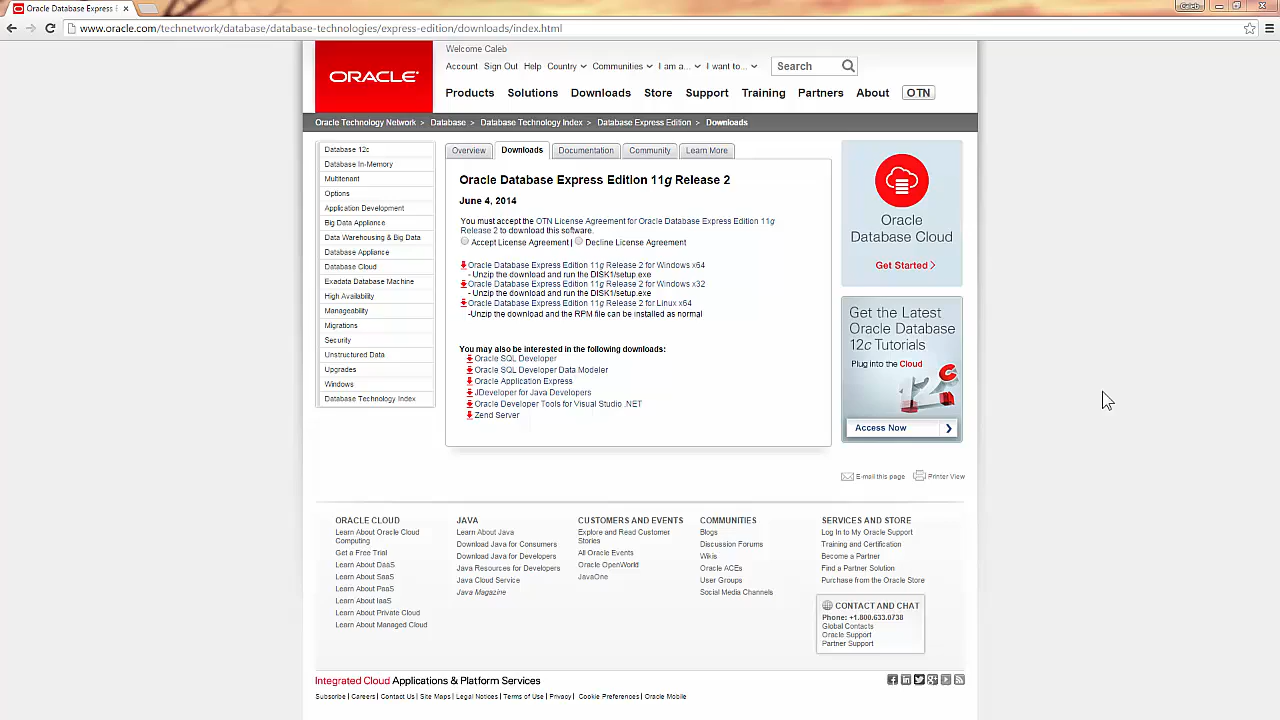 Oracle Database Express E
Caleb
www.oracle.com/technetwork/database/database-technologies/express-edition/downloads/index.html
ORACLE
Welcome Caleb
Account Sign Out Help Country Communities I am a... I want to... Search
Products Solutions Downloads Store Support Training Partners About OTN
Oracle Technology Network > Database > Database Technology Index > Database Express Edition > Downloads
Database 12c
Database In-Memory
Multitenant
Options
Application Development
Big Data Appliance
Data Warehousing & Big Data
Database Appliance
Database Cloud
Exadata Database Machine
High Availability
Manageability
Migrations
Security
Unstructured Data
Upgrades
Windows
Database Technology Index
Overview Downloads Documentation Community Learn More
Oracle Database Express Edition 11g Release 2
June 4, 2014
You must accept the OTN License Agreement for Oracle Database Express Edition 11g
Release 2 to download this software.
Accept License Agreement | Decline License Agreement
Oracle Database Express Edition 11g Release 2 for Windows x64
- Unzip the download and run the DISK1/setup.exe
Oracle Database Express Edition 11g Release 2 for Windows x32
- Unzip the download and run the DISK1/setup.exe
Oracle Database Express Edition 11g Release 2 for Linux x64
-Unzip the download and the RPM file can be installed as normal
You may also be interested in the following downloads:
Oracle SQL Developer
Oracle SQL Developer Data Modeler
Oracle Application Express
JDeveloper for Java Developers
Oracle Developer Tools for Visual Studio .NET
Zend Server
Oracle
Database Cloud
Get Started
Get the Latest
Oracle Database
12c Tutorials
Plug into the Cloud
Access Now
E-mail this page Printer View
ORACLE CLOUD
Learn About Oracle Cloud
Computing
Get a Free Trial
Learn About DaaS
Learn About SaaS
Learn About PaaS
Learn About IaaS
Learn About Private Cloud
Learn About Managed Cloud
JAVA
Learn About Java
Download Java for Consumers
Download Java for Developers
Java Resources for Developers
Java Cloud Service
Java Magazine
CUSTOMERS AND EVENTS
Explore and Read Customer
Stories
All Oracle Events
Oracle OpenWorld
JavaOne
COMMUNITIES
Blogs
Discussion Forums
Wikis
Oracle ACEs
User Groups
Social Media Channels
SERVICES AND STORE
Log In to My Oracle Support
Training and Certification
Become a Partner
Find a Partner Solution
Purchase from the Oracle Store
CONTACT AND CHAT
Phone: +1.800.633.0738
Global Contacts
Oracle Support
Partner Support
Integrated Cloud Applications & Platform Services
Subscribe | Careers | Contact Us | Site Maps | Legal Notices | Terms of Use | Privacy | Cookie Preferences | Oracle Mobile